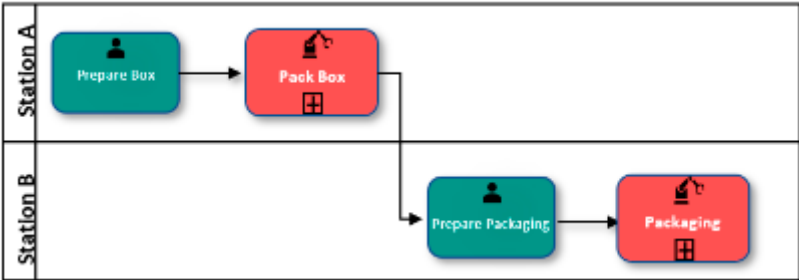 Station A
Prepare Box
Pack Box
Station B
Prepare Packaging
Packaging